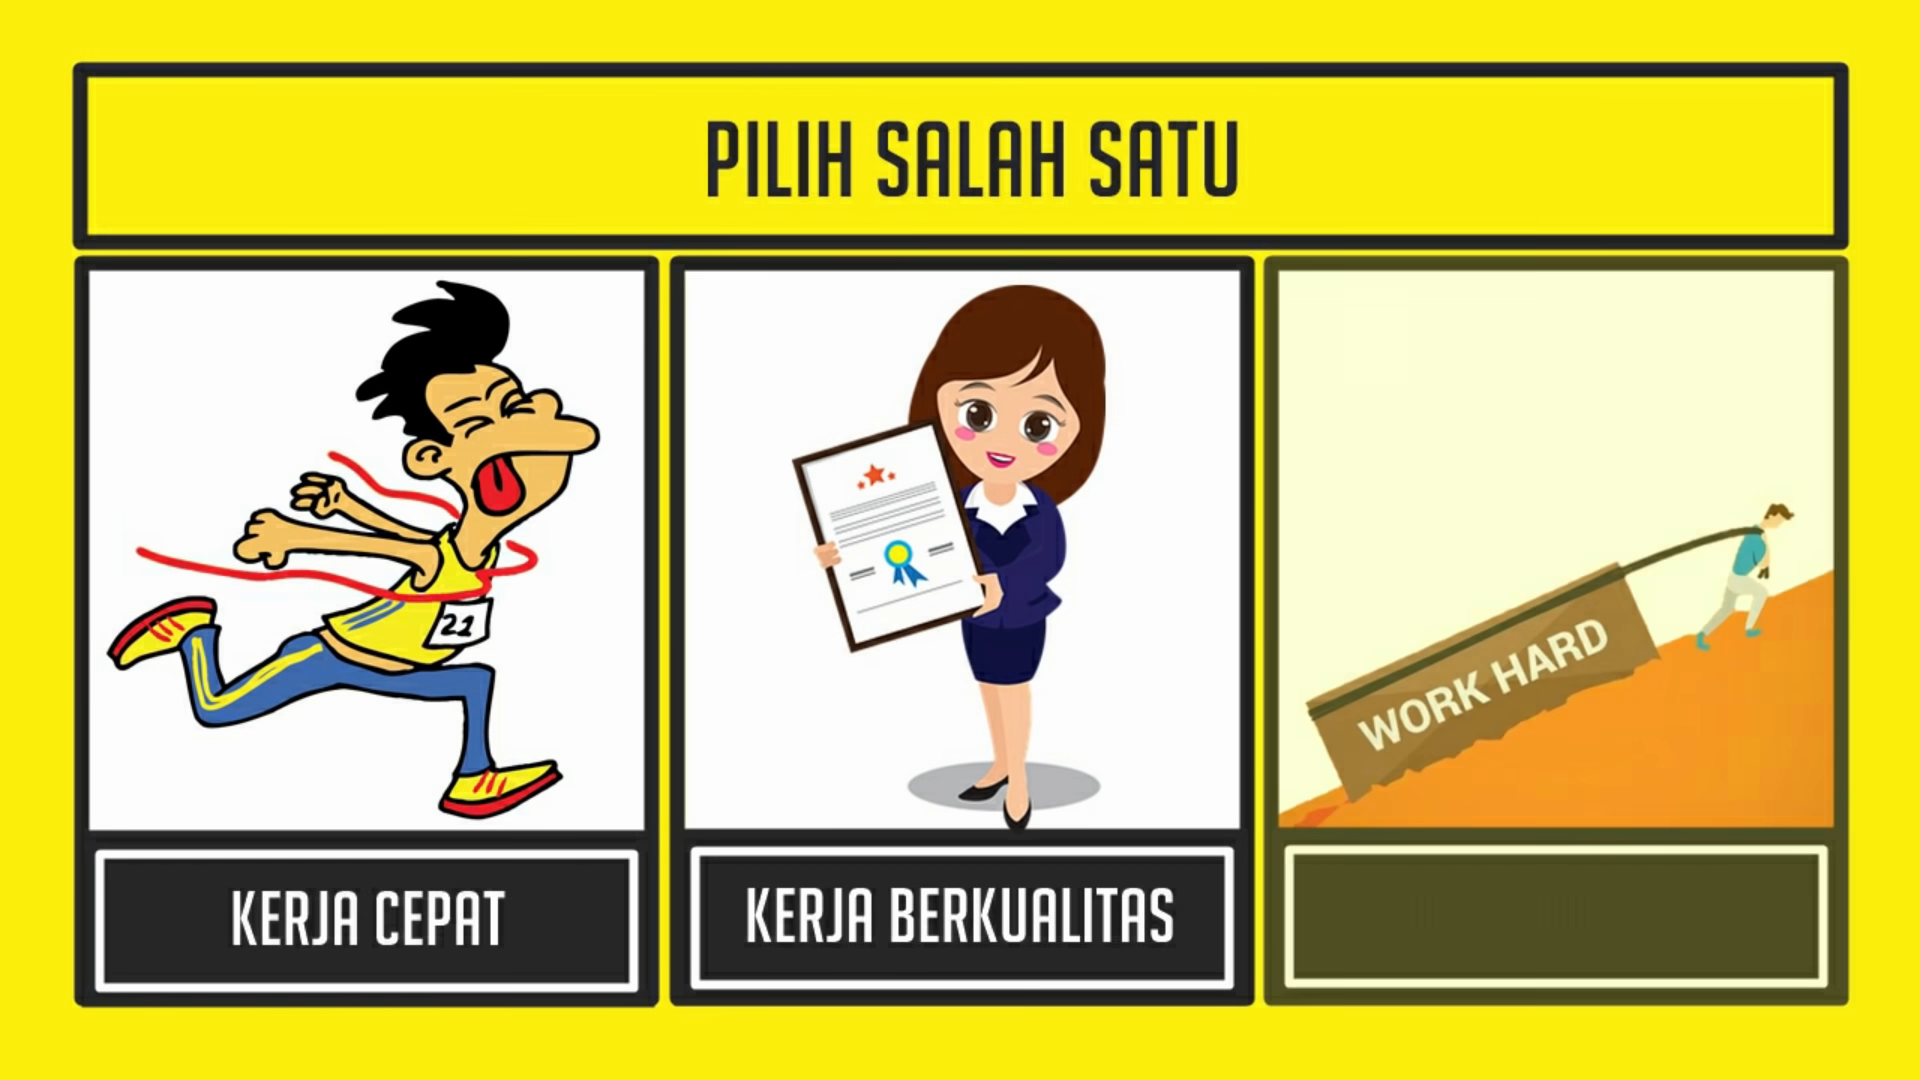 PILIH SALAH SATU
21
WORK HARD
KERJA CEPAT
KERJA BERKUALITAS